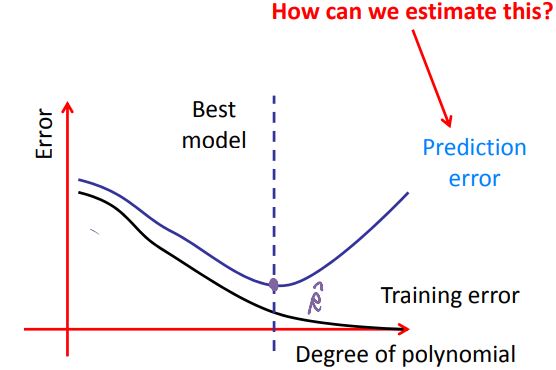 How can we estimate this?
Error
Best
model
Prediction
error
Training error
Degree of polynomial